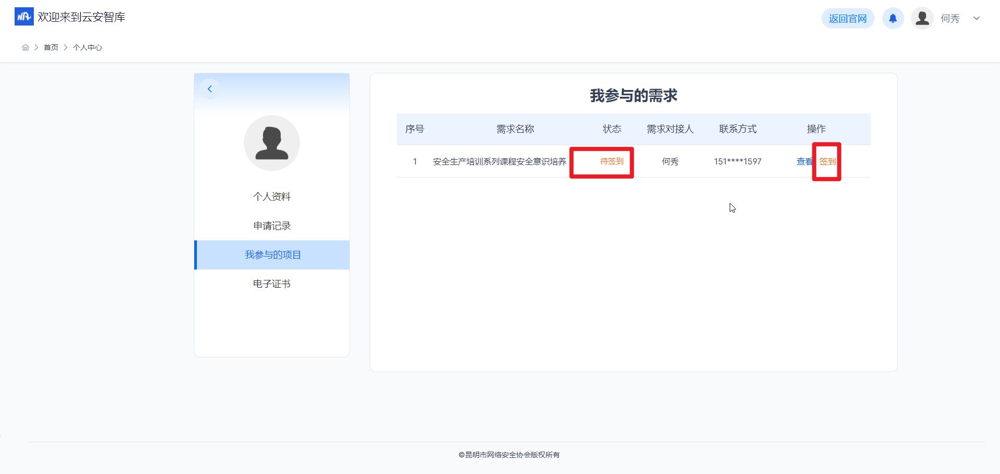 欢迎来到云安智库
返回官网
何秀
首页
个人中心
个人资料
申请记录
我参与的项目
电子证书
我参与的需求
序号 需求名称 状态 需求对接人 联系方式 操作
1 安全生产培训系列课程安全意识培养 待签到 何秀 151****1597 查看 签到
©昆明市网络安全协会版权所有